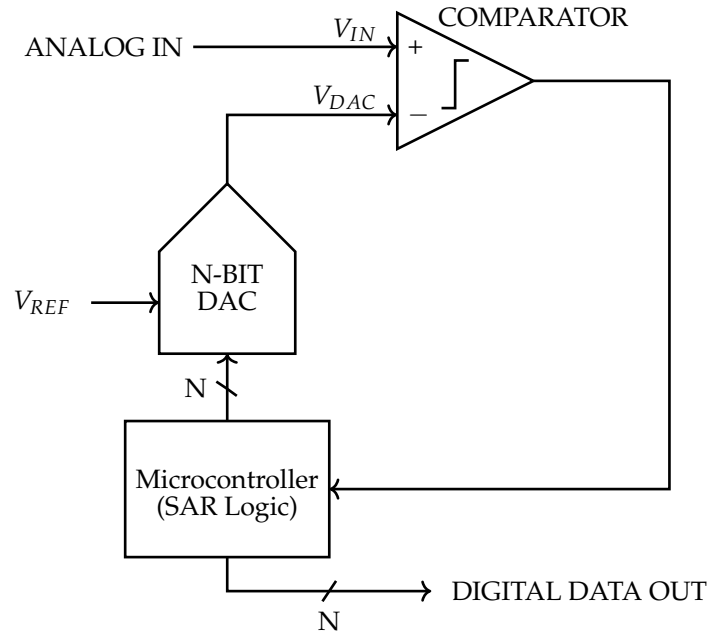 COMPARATOR
ANALOG IN
V_IN
+
V_DAC
−
N-BIT
DAC
V_REF
N
Microcontroller
(SAR Logic)
DIGITAL DATA OUT
N